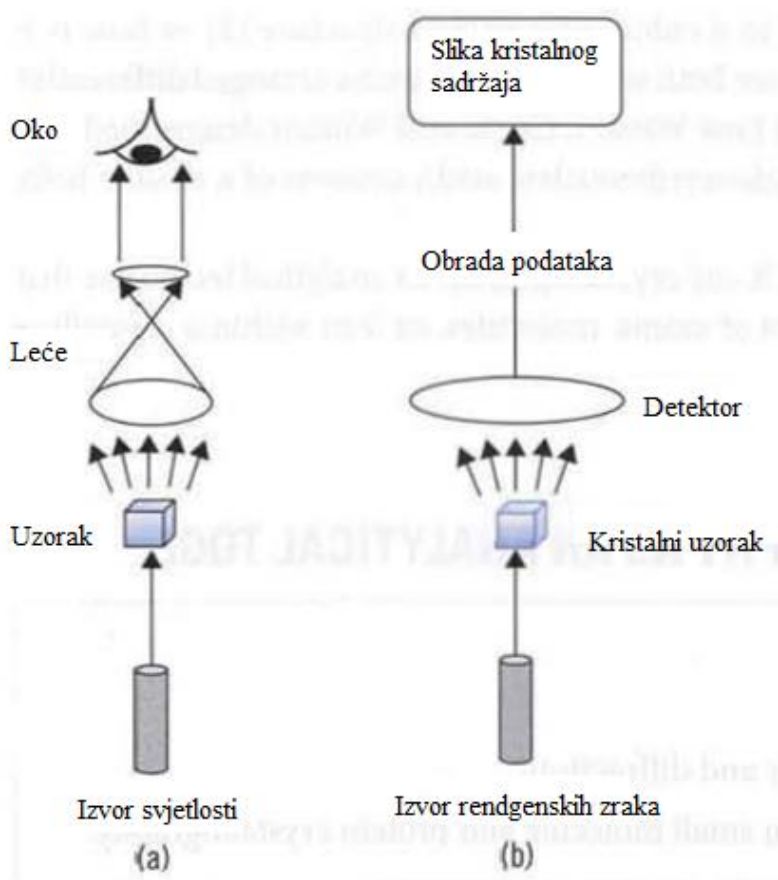 Oko
Leće
Uzorak
Izvor svjetlosti
(a)
Slika kristalnog
sadržaja
Obrada podataka
Detektor
Kristalni uzorak
Izvor rendgenskih zraka
(b)